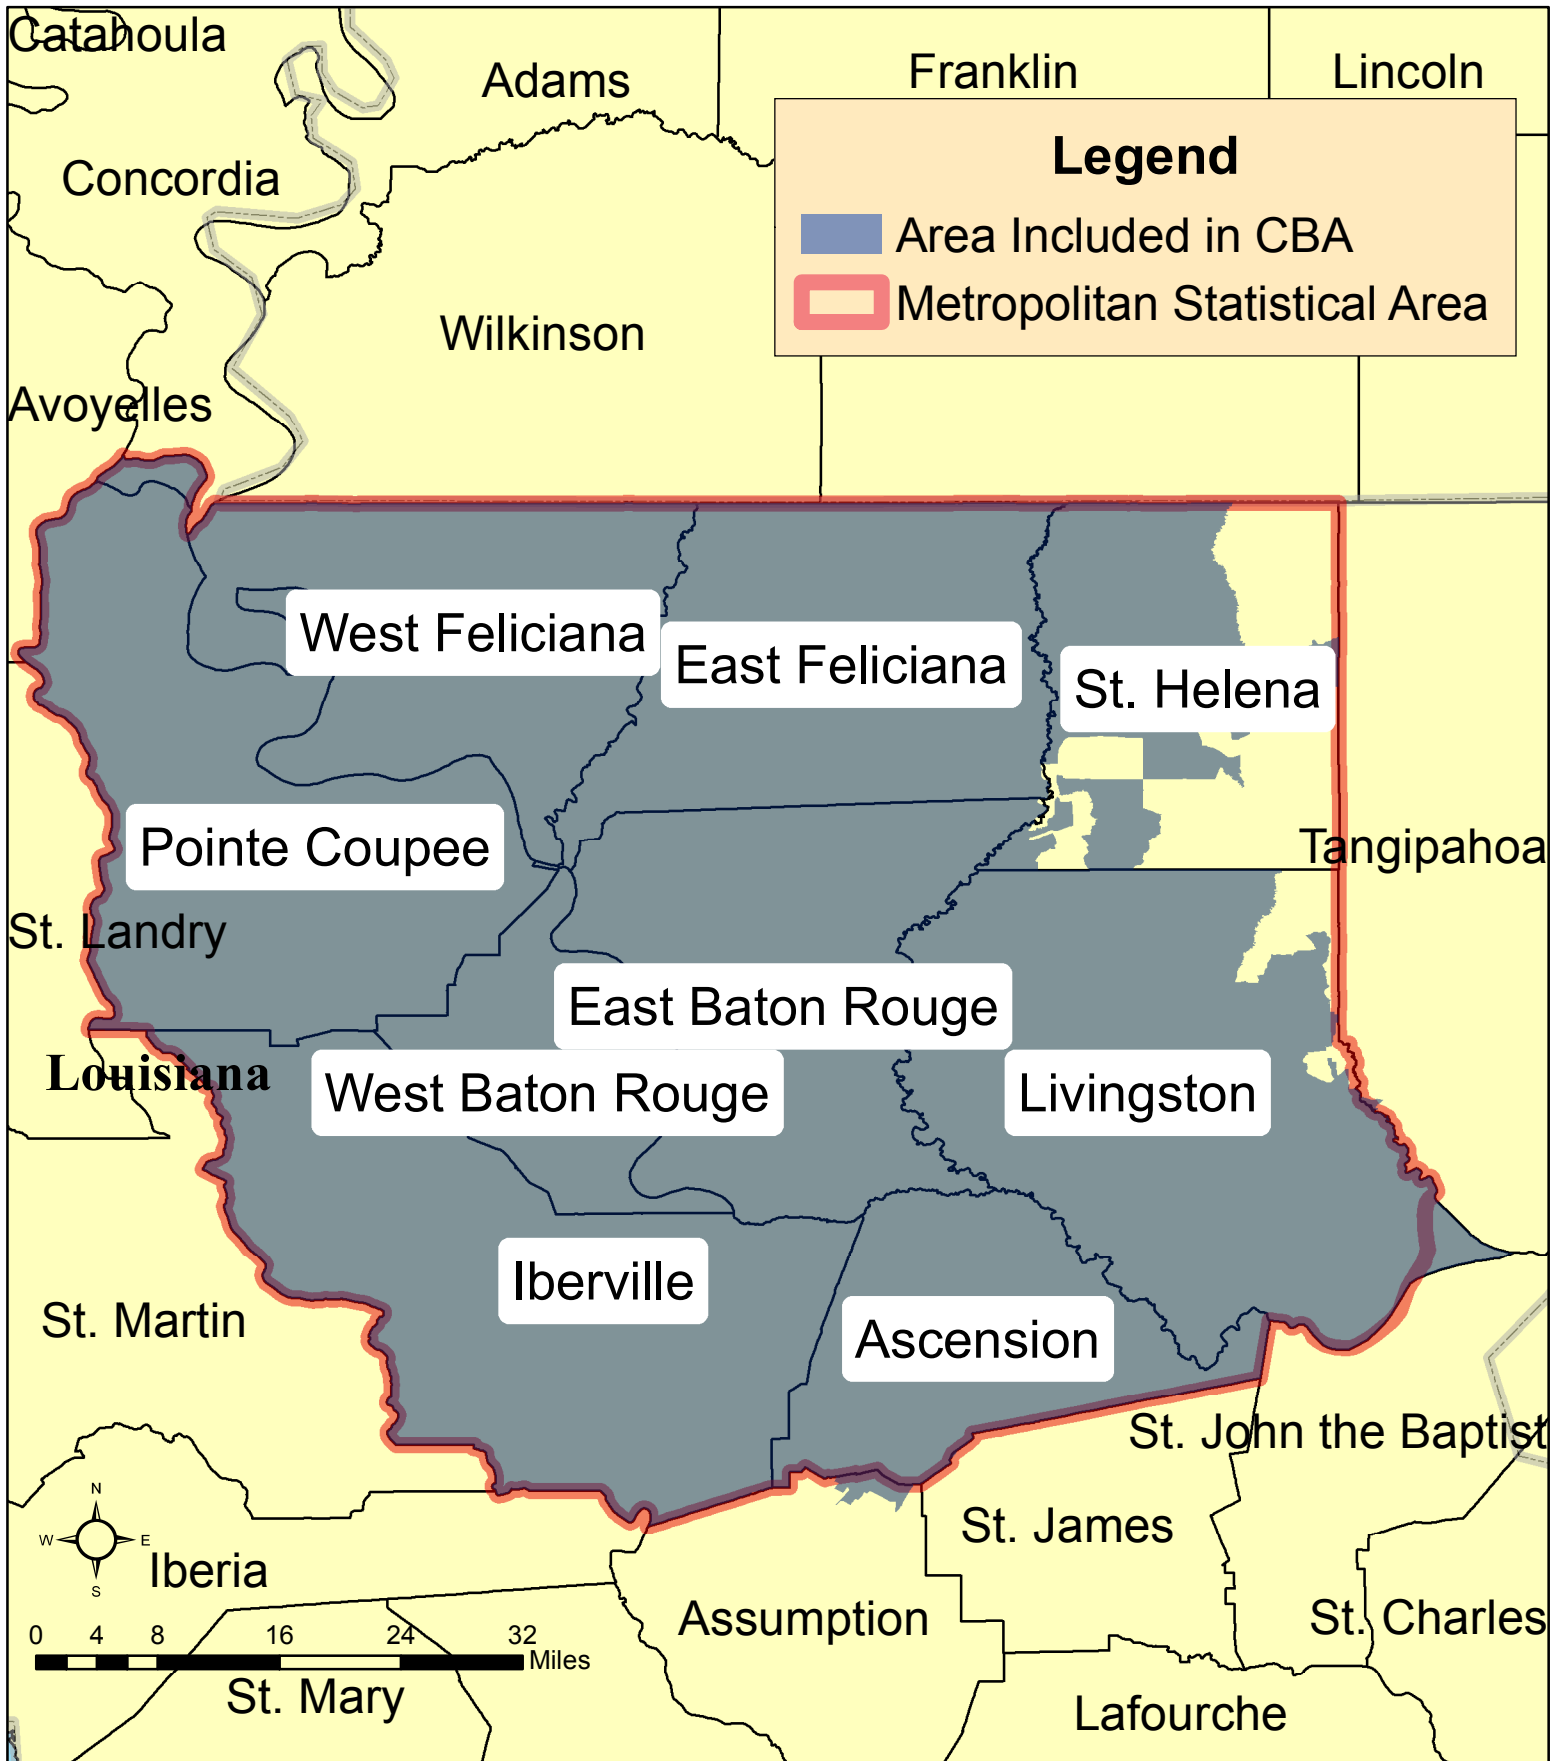 Catahoula
Adams
Franklin
Lincoln
Legend
Area Included in CBA
Metropolitan Statistical Area
Concordia
Wilkinson
Avoyelles
West Feliciana
East Feliciana
St. Helena
Pointe Coupee
Tangipahoa
St. Landry
East Baton Rouge
Louisiana
West Baton Rouge
Livingston
Iberville
St. Martin
Ascension
St. John the Baptist
N
W
E
S
St. James
Iberia
Assumption
St. Charles
0 4 8 16 24 32
Miles
St. Mary
Lafourche